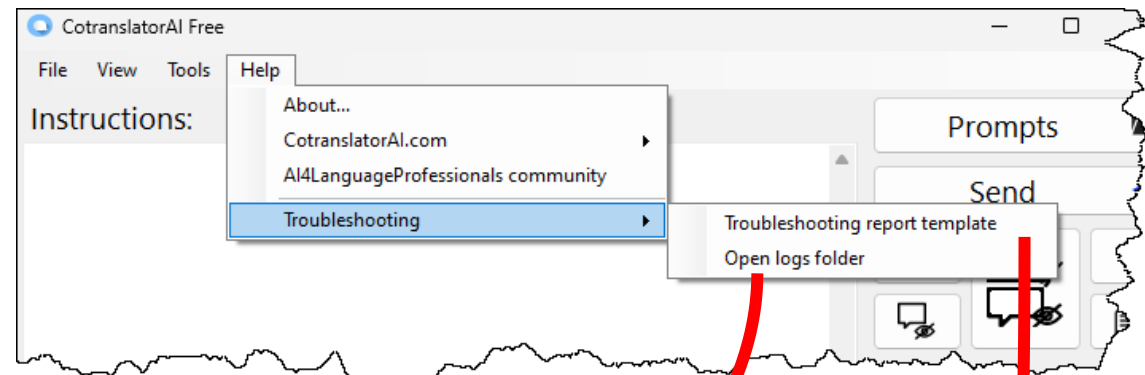 CotranslatorAI Free
File View Tools Help
Instructions:
About...
CotranslatorAI.com
AI4LanguageProfessionals community
Troubleshooting
Troubleshooting report template
Open logs folder
Prompts
Send